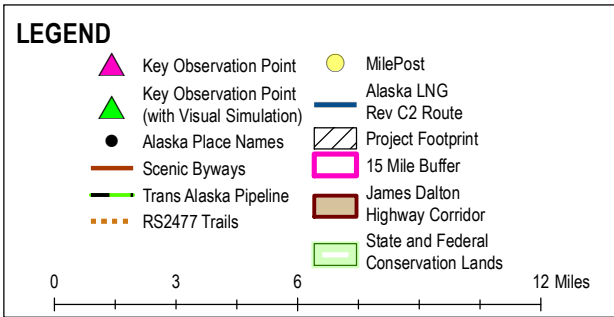 LEGEND
Key Observation Point
Key Observation Point
(with Visual Simulation)
Alaska Place Names
Scenic Byways
Trans Alaska Pipeline
RS2477 Trails
MilePost
Alaska LNG
Rev C2 Route
Project Footprint
15 Mile Buffer
James Dalton
Highway Corridor
State and Federal
Conservation Lands
0 3 6 12 Miles